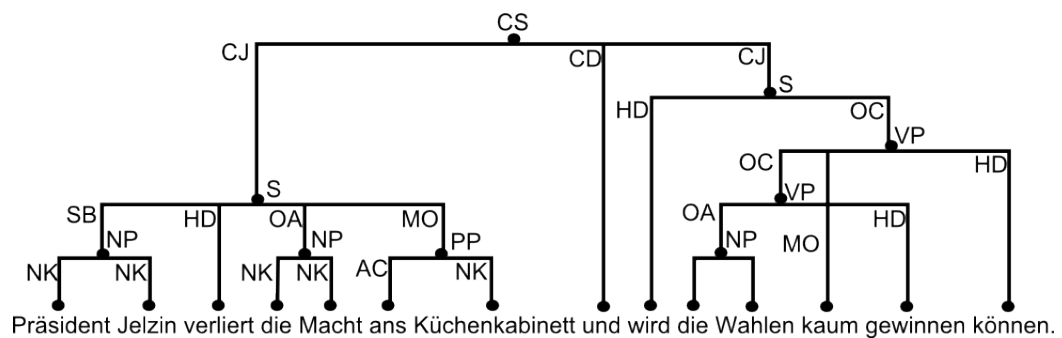 CS
CJ CD CJ
S
HD OC
VP
OC HD
S VP
SB HD OA MO OA HD
NP NP PP NP MO
NK NK NK NK AC NK
Präsident Jelzin verliert die Macht ans Küchenkabinett und wird die Wahlen kaum gewinnen können.